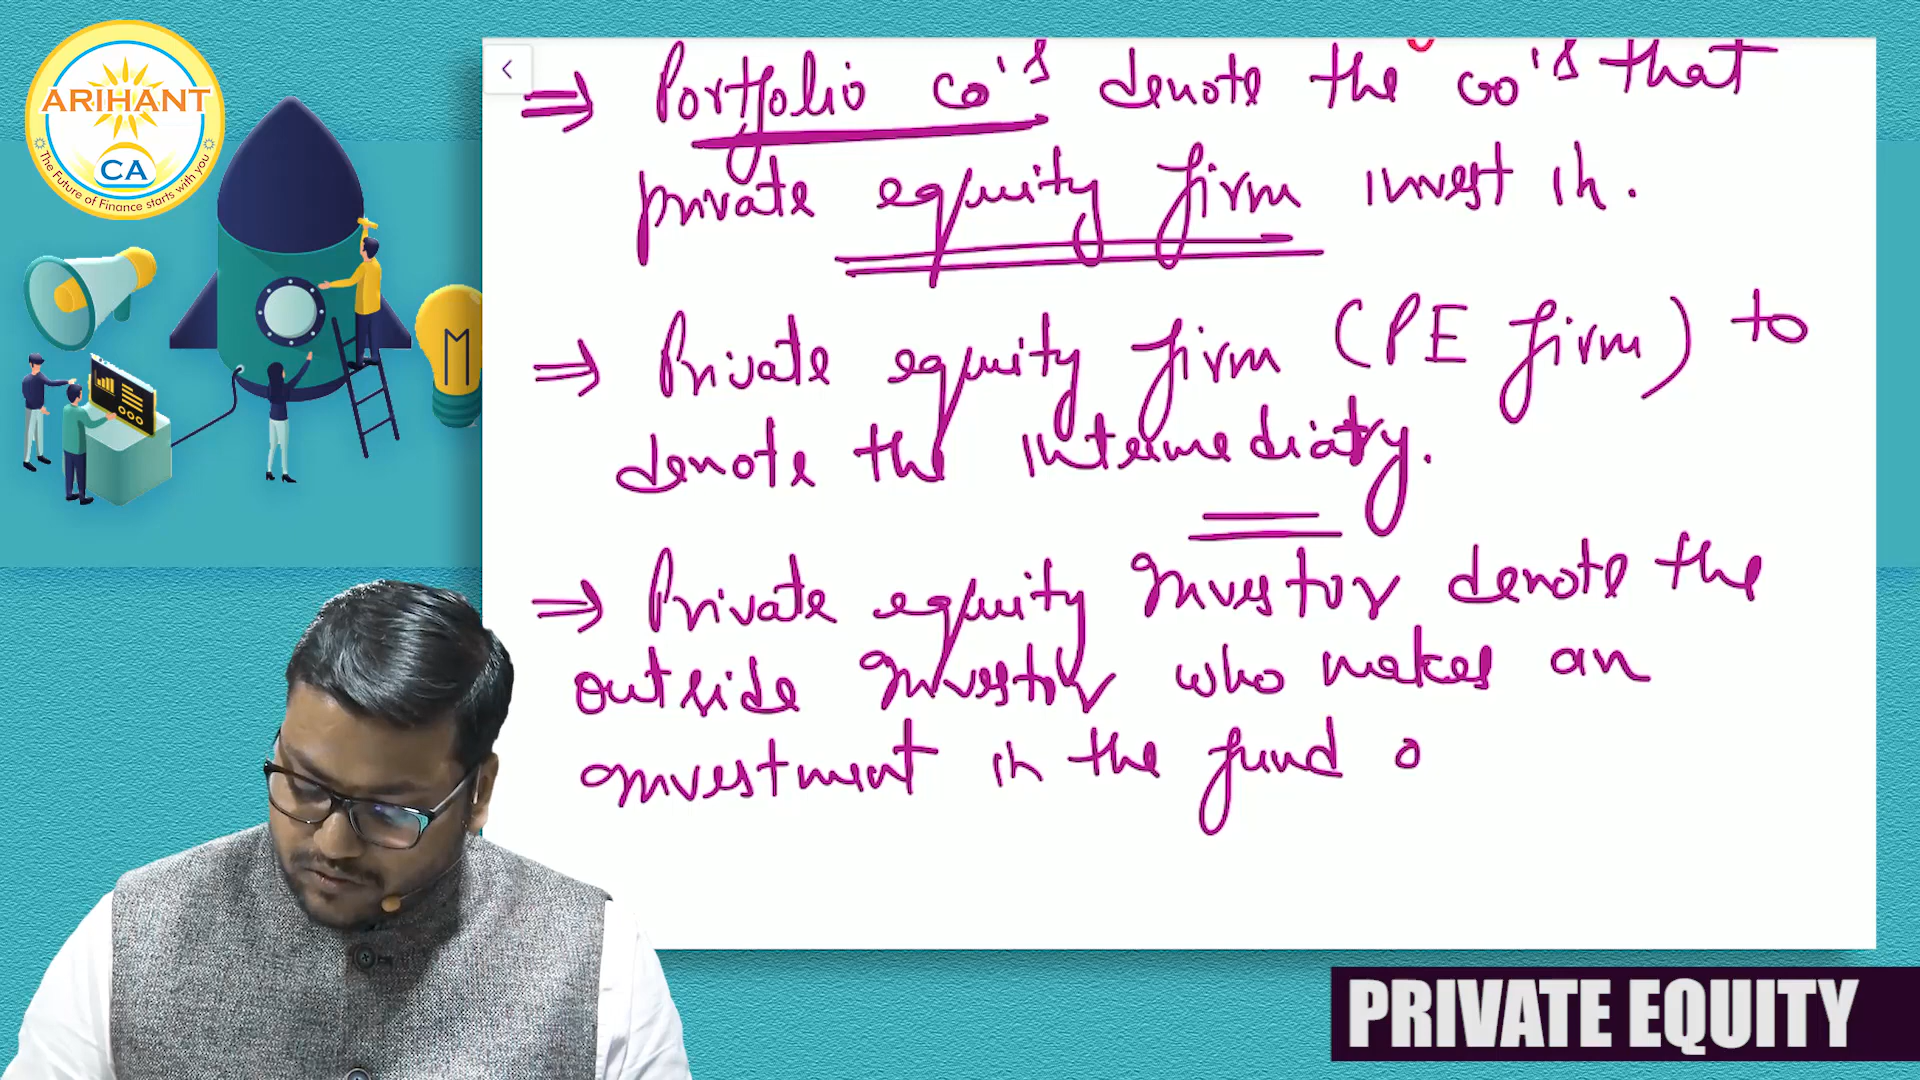 ARIHANT
CA
The Future of Finance starts with you
⇒ Portfolio co's denote the co's that
private equity firm invest in.
⇒ Private equity firm (PE firm) to
denote the intermediatry.
⇒ Private equity Investor denote the
outside Investor who makes an
Investment in the fund o
PRIVATE EQUITY